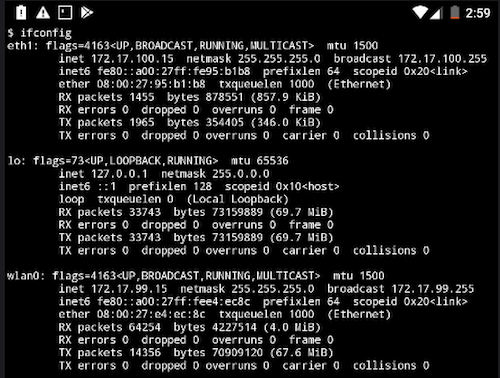 2:59
$ ifconfig
eth1: flags=4163<UP,BROADCAST,RUNNING,MULTICAST>  mtu 1500
        inet 172.17.100.15  netmask 255.255.255.0  broadcast 172.17.100.255
        inet6 fe80::a00:27ff:fe95:b1b8  prefixlen 64  scopeid 0x20<link>
        ether 08:00:27:95:b1:b8  txqueuelen 1000  (Ethernet)
        RX packets 1455  bytes 878551 (857.9 KiB)
        RX errors 0  dropped 0  overruns 0  frame 0
        TX packets 1965  bytes 354405 (346.0 KiB)
        TX errors 0  dropped 0 overruns 0  carrier 0  collisions 0
lo: flags=73<UP,LOOPBACK,RUNNING>  mtu 65536
        inet 127.0.0.1  netmask 255.0.0.0
        inet6 ::1  prefixlen 128  scopeid 0x10<host>
        loop  txqueuelen 0  (Local Loopback)
        RX packets 33743  bytes 73159889 (69.7 MiB)
        RX errors 0  dropped 0  overruns 0  frame 0
        TX packets 33743  bytes 73159889 (69.7 MiB)
        TX errors 0  dropped 0 overruns 0  carrier 0  collisions 0
wlan0: flags=4163<UP,BROADCAST,RUNNING,MULTICAST>  mtu 1500
        inet 172.17.99.15  netmask 255.255.255.0  broadcast 172.17.99.255
        inet6 fe80::a00:27ff:fee4:ec8c  prefixlen 64  scopeid 0x20<link>
        ether 08:00:27:e4:ec:8c  txqueuelen 1000  (Ethernet)
        RX packets 64254  bytes 4227514 (4.0 MiB)
        RX errors 0  dropped 0  overruns 0  frame 0
        TX packets 14356  bytes 70909120 (67.6 MiB)
        TX errors 0  dropped 0 overruns 0  carrier 0  collisions 0